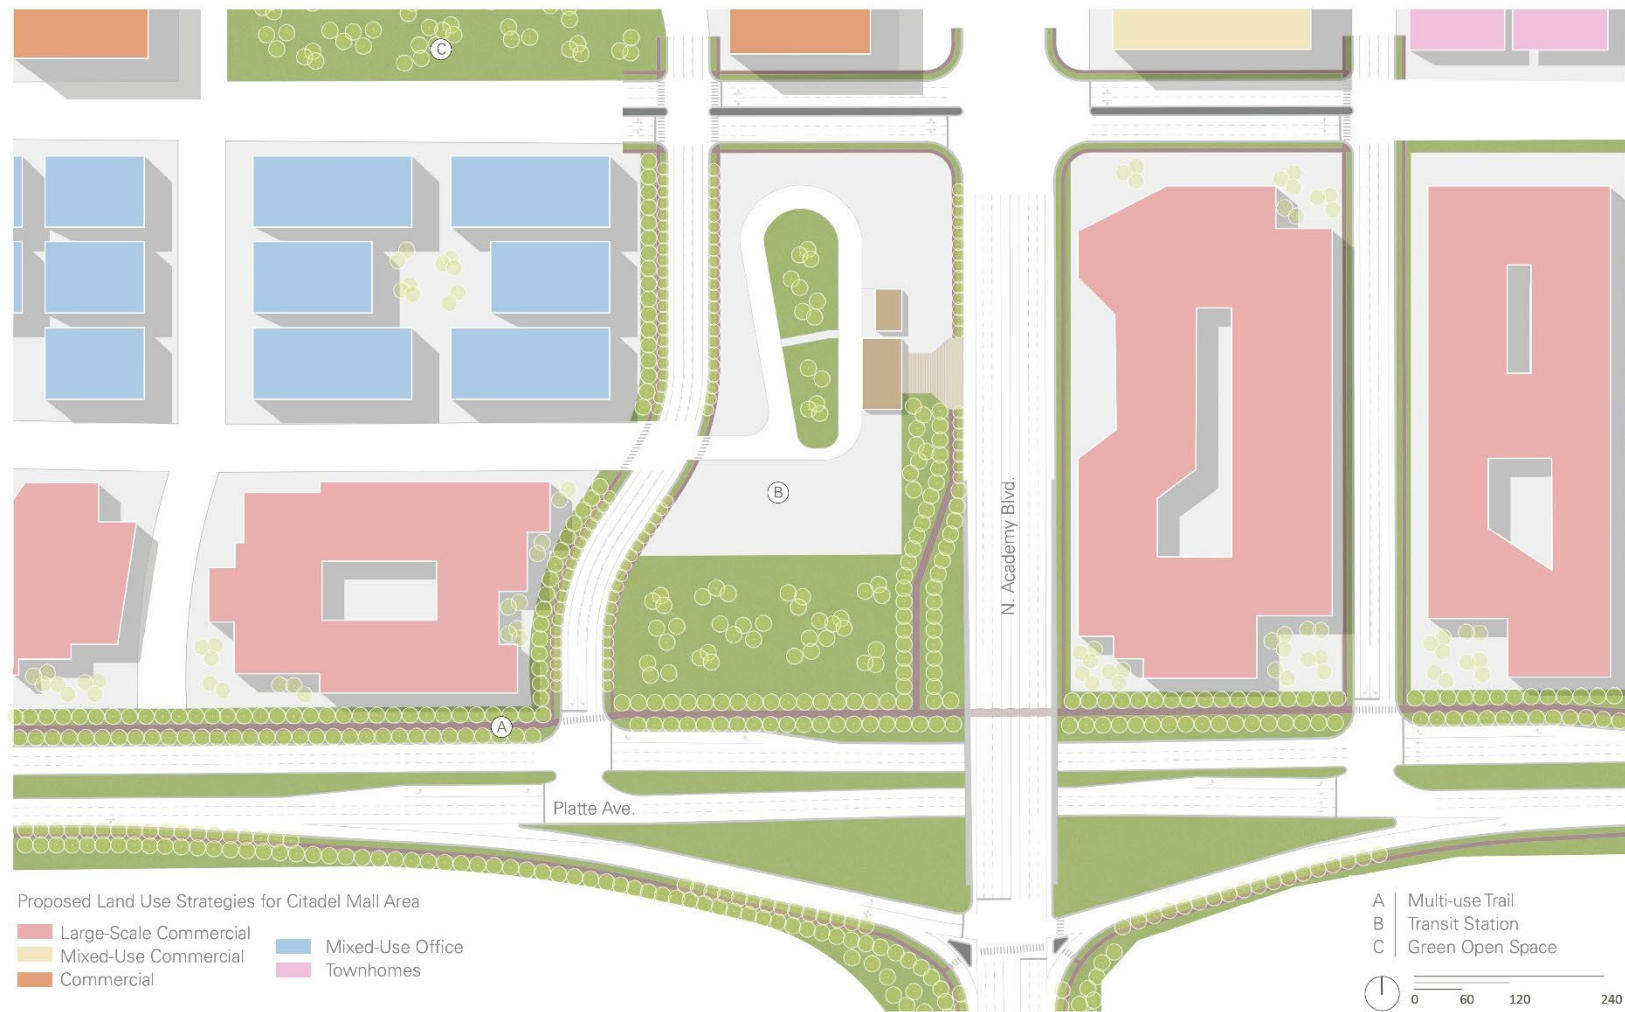 C
B
N. Academy Blvd.
A
Platte Ave.
Proposed Land Use Strategies for Citadel Mall Area
Large-Scale Commercial
Mixed-Use Commercial
Commercial
Mixed-Use Office
Townhomes
A Multi-use Trail
B Transit Station
C Green Open Space
0 60 120 240